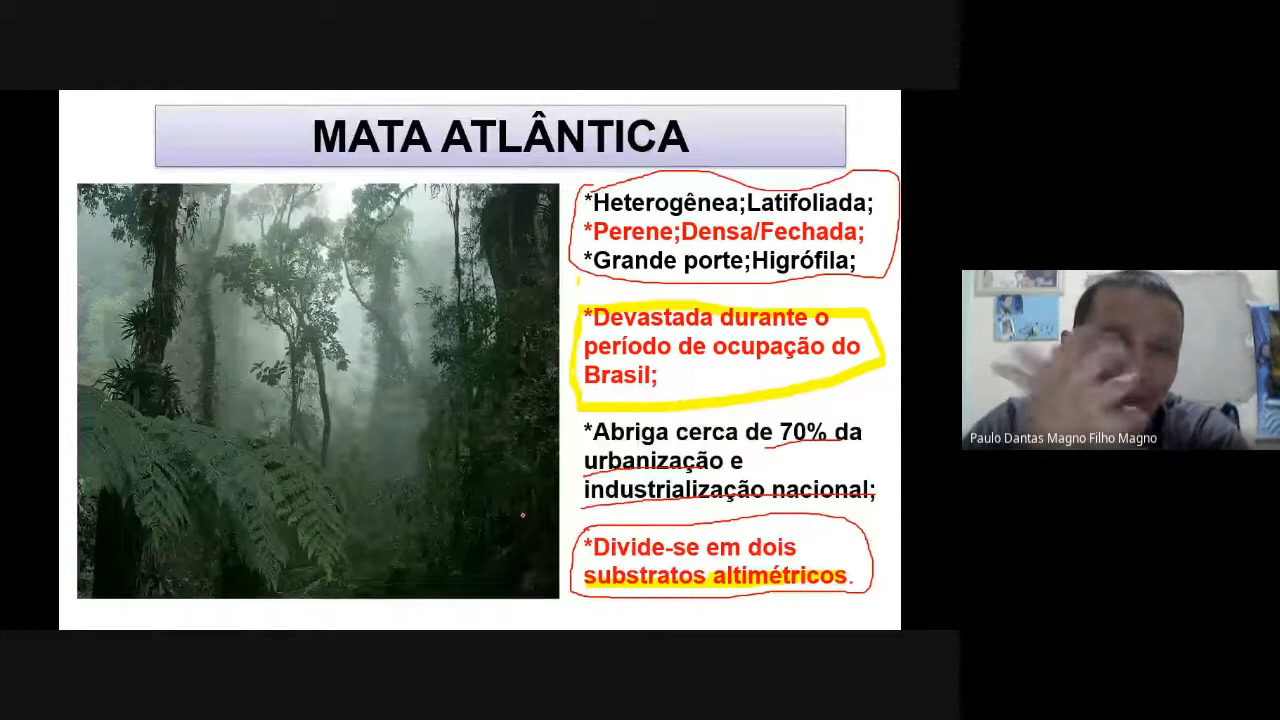 MATA ATLÂNTICA
*Heterogênea;Latifoliada;
*Perene;Densa/Fechada;
*Grande porte;Higrófila;
*Devastada durante o
período de ocupação do
Brasil;
*Abriga cerca de 70% da
urbanização e
industrialização nacional;
*Divide-se em dois
substratos altimétricos.
Paulo Dantas Magno Filho Magno